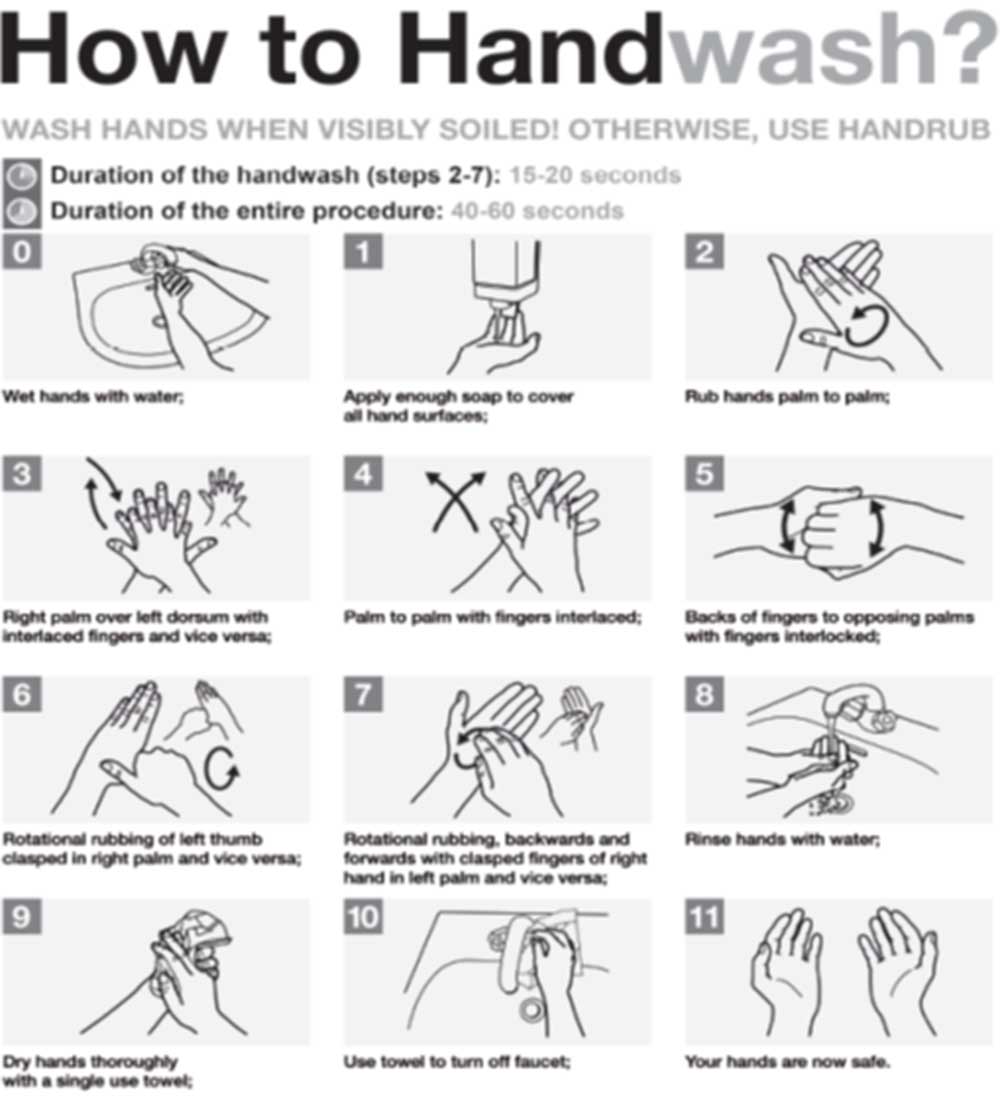 How to Handwash?
WASH HANDS WHEN VISIBLY SOILED! OTHERWISE, USE HANDRUB
Duration of the handwash (steps 2-7): 15-20 seconds
Duration of the entire procedure: 40-60 seconds
0
Wet hands with water;
1
Apply enough soap to cover
all hand surfaces;
2
Rub hands palm to palm;
3
Right palm over left dorsum with
interlaced fingers and vice versa;
4
Palm to palm with fingers interlaced;
5
Backs of fingers to opposing palms
with fingers interlocked;
6
Rotational rubbing of left thumb
clasped in right palm and vice versa;
7
Rotational rubbing, backwards and
forwards with clasped fingers of right
hand in left palm and vice versa;
8
Rinse hands with water;
9
Dry hands thoroughly
with a single use towel;
10
Use towel to turn off faucet;
11
Your hands are now safe.